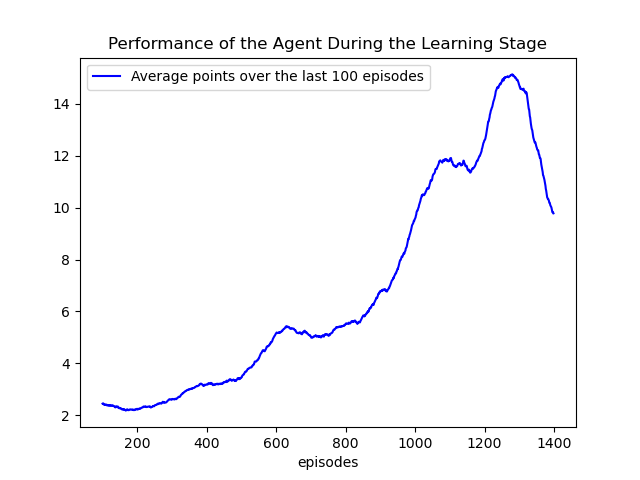 Performance of the Agent During the Learning Stage
Average points over the last 100 episodes
14
12
10
8
6
4
2
200 400 600 800 1000 1200 1400
episodes